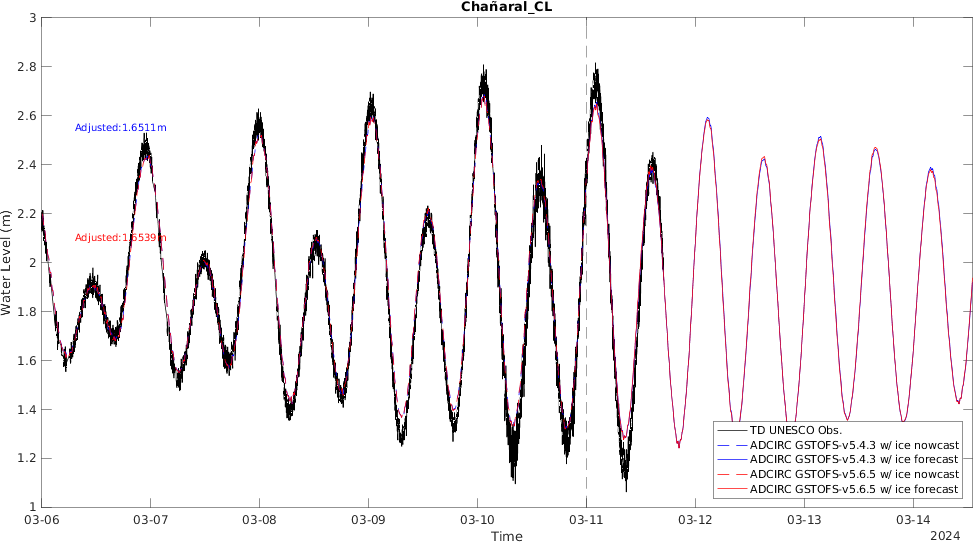 Chañaral_CL
3
2.8
2.6
2.4
2.2
2
1.8
1.6
1.4
1.2
1
Water Level (m)
Adjusted:1.6511m
Adjusted:1.6539m
TD UNESCO Obs.
ADCIRC GSTOFS-v5.4.3 w/ ice nowcast
ADCIRC GSTOFS-v5.4.3 w/ ice forecast
ADCIRC GSTOFS-v5.6.5 w/ ice nowcast
ADCIRC GSTOFS-v5.6.5 w/ ice forecast
03-06 03-07 03-08 03-09 03-10 03-11 03-12 03-13 03-14
Time
2024